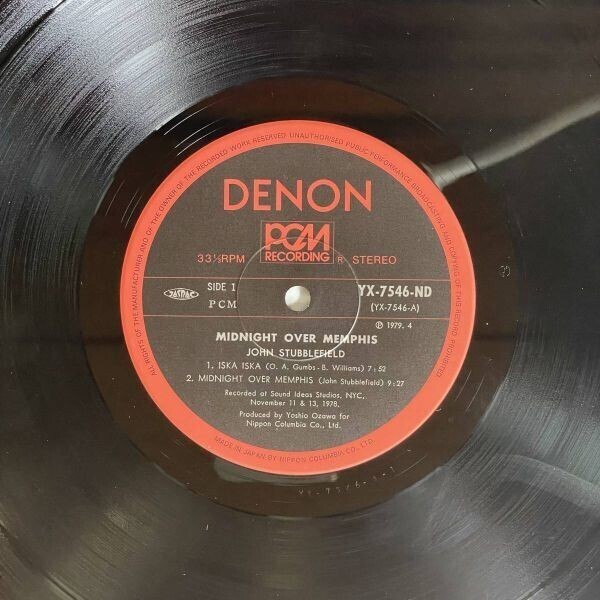 ALL RIGHTS OF THE MANUFACTURER AND OF THE OWNER OF THE RECORDED WORK RESERVED UNAUTHORISED PUBLIC PERFORMANCE BROADCASTING AND COPYING OF THIS RECORD PROHIBITED
DENON
PCM
RECORDING
33⅓RPM R STEREO
JASRAC
SIDE 1
PCM
YX-7546-ND
(YX-7546-A)
Ⓟ 1979. 4
MIDNIGHT OVER MEMPHIS
JOHN STUBBLEFIELD
1. ISKA ISKA (O. A. Gumbs - B. Williams) 7:52
2. MIDNIGHT OVER MEMPHIS (John Stubblefield) 9:27
Recorded at Sound Ideas Studios, NYC,
November 11 & 13, 1978.
Produced by Yoshio Ozawa for
Nippon Columbia Co., Ltd.
MADE IN JAPAN BY NIPPON COLUMBIA CO., LTD.